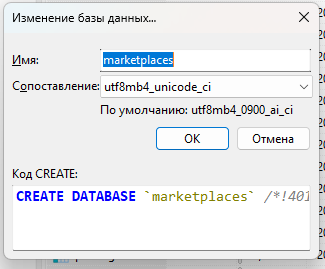 Изменение базы данных...
Имя: marketplaces
Сопоставление: utf8mb4_unicode_ci
По умолчанию: utf8mb4_0900_ai_ci
OK Отмена
Код CREATE:
CREATE DATABASE `marketplaces` /*!401